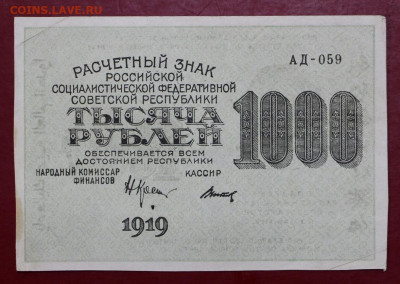 COINS.LAVE.RU
АД-059
РАСЧЕТНЫЙ ЗНАК
РОССИЙСКОЙ
СОЦИАЛИСТИЧЕСКОЙ ФЕДЕРАТИВНОЙ
СОВЕТСКОЙ РЕСПУБЛИКИ
ТЫСЯЧА
РУБЛЕЙ
1000
ОБЕСПЕЧИВАЕТСЯ ВСЕМ
ДОСТОЯНИЕМ РЕСПУБЛИКИ
НАРОДНЫЙ КОМИССАР
ФИНАНСОВ
КАССИР
1919